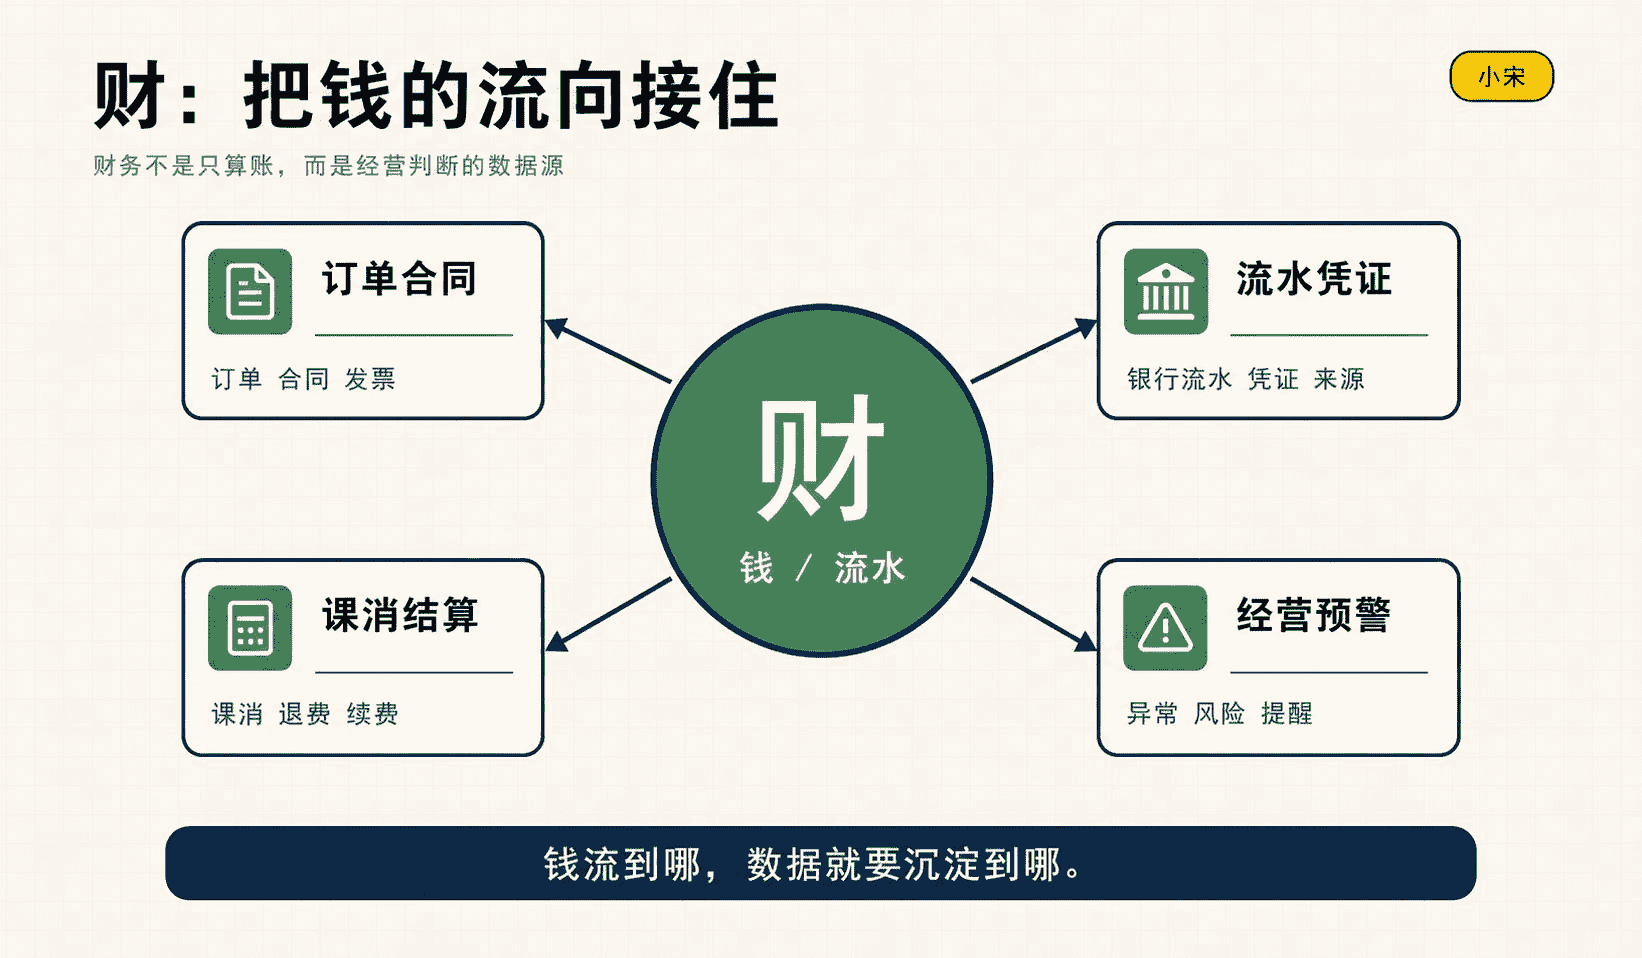 财：把钱的流向接住
小宋
财务不是只算账，而是经营判断的数据源
订单合同
订单 合同 发票
流水凭证
银行流水 凭证 来源
财
钱 / 流水
课消结算
课消 退费 续费
经营预警
异常 风险 提醒
钱流到哪，数据就要沉淀到哪。